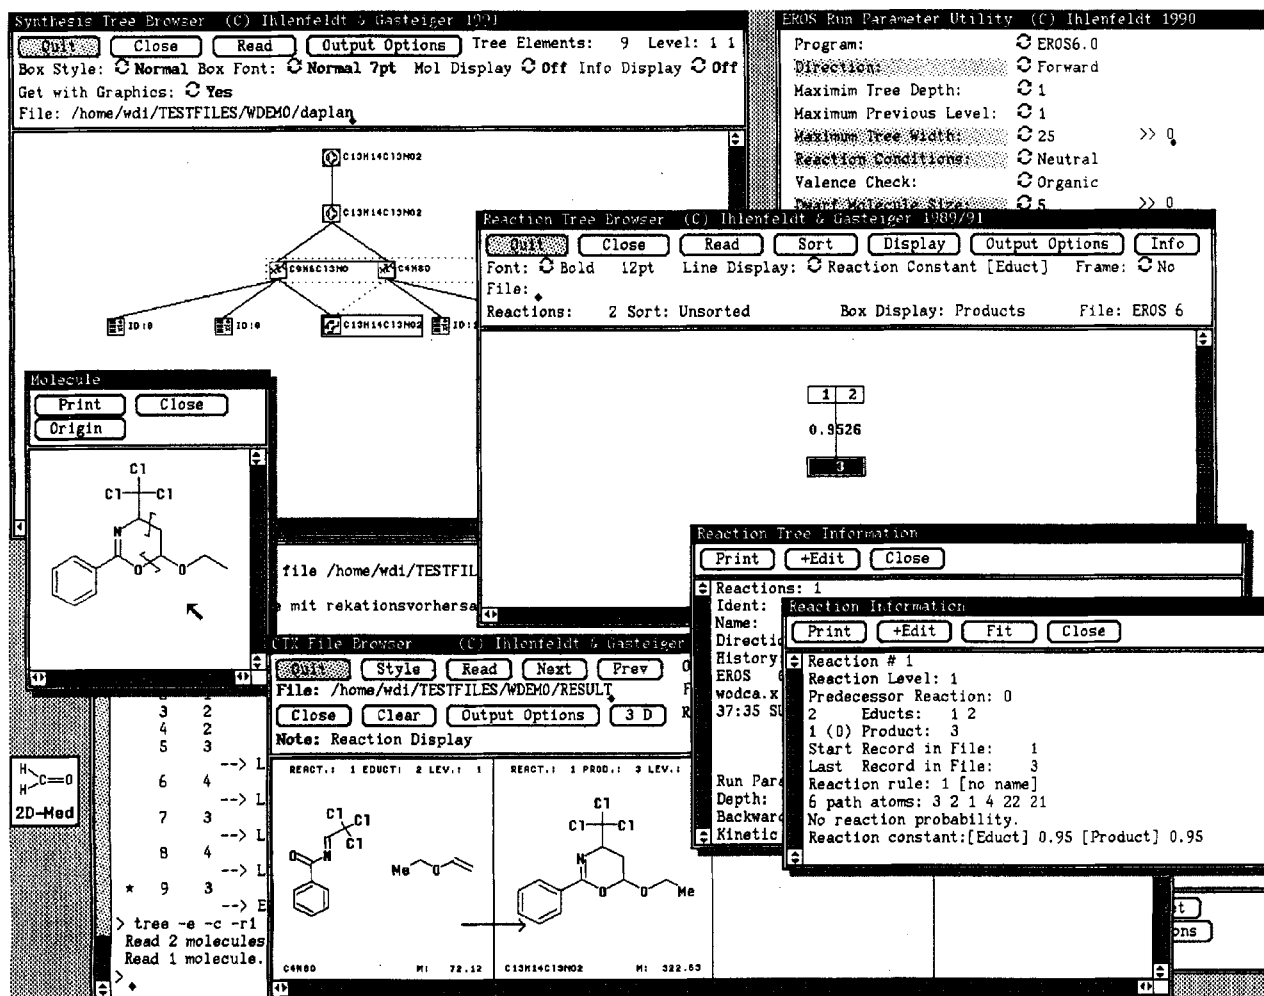 Synthesis Tree Browser (C) Ihlenfeldt & Gasteiger 1991
Quit Close Read Output Options Tree Elements: 9 Level: 1 1
Box Style: Normal Box Font: Normal 7pt Mol Display Off Info Display Off
Get with Graphics: Yes
File: /home/wdi/TESTFILES/WDEMO/daplan
C13H14Cl3NO2
C13H14Cl3NO2
C9H6Cl3NO
C4H8O
ID:0
ID:0
C13H14Cl3NO2
EROS Run Parameter Utility (C) Ihlenfeldt 1990
Program: EROS6.0
Direction: Forward
Maximim Tree Depth: 1
Maximum Previous Level: 1
Maximum Tree Width: 25 >> 0
Reaction Conditions: Neutral
Valence Check: Organic
Dwarf Molecule Size: 5 >> 0
Reaction Tree Browser (C) Ihlenfeldt & Gasteiger 1989/91
Quit Close Read Sort Display Output Options Info
Font: Bold 12pt Line Display: Reaction Constant [Educt] Frame: No
File:
Reactions: 2 Sort: Unsorted Box Display: Products File: EROS 6
1 2
0.9526
3
Molecule
Print Close
Origin
Cl
Cl Cl
N
O O
file /home/wdi/TESTFIL
mit rekationsvorhersa
CTX File Browser (C) Ihlenfeldt & Gasteiger
Quit Style Read Next Prev
File: /home/wdi/TESTFILES/WDEMO/RESULT
Close Clear Output Options 3 D
Note: Reaction Display
REACT.: 1 EDUCT: 2 LEV.: 1
Cl
Cl Cl
N
O
Me O
C4H8O M: 72.12
REACT.: 1 PROD.: 3 LEV.:
Cl
Cl Cl
N
O O
Me
C13H14Cl3NO2 M: 322.63
Reaction Tree Information
Print +Edit Close
Reactions: 1
Ident:
Name:
Directio
History:
EROS 6
wodca.x
37:35 SU
Run Para
Depth:
Backward
Kinetic
Reaction Information
Print +Edit Fit Close
Reaction # 1
Reaction Level: 1
Predecessor Reaction: 0
2 Educts: 1 2
1 (0) Product: 3
Start Record in File: 1
Last Record in File: 3
Reaction rule: 1 [no name]
6 path atoms: 3 2 1 4 22 21
No reaction probability.
Reaction constant:[Educt] 0.95 [Product] 0.95
3 2
4 2
5 3
--> L
6 4
--> L
7 3
--> L
8 4
--> L
* 9 3
--> E
> tree -e -c -r1
Read 2 molecules
Read 1 molecule.
>
H
C=O
H
2D-Med